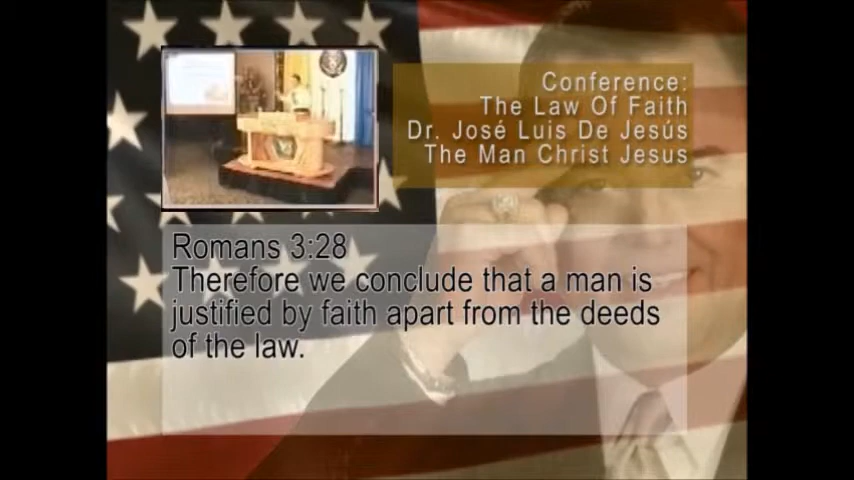 Conference:
The Law Of Faith
Dr. José Luis De Jesús
The Man Christ Jesus
Romans 3:28
Therefore we conclude that a man is
justified by faith apart from the deeds
of the law.